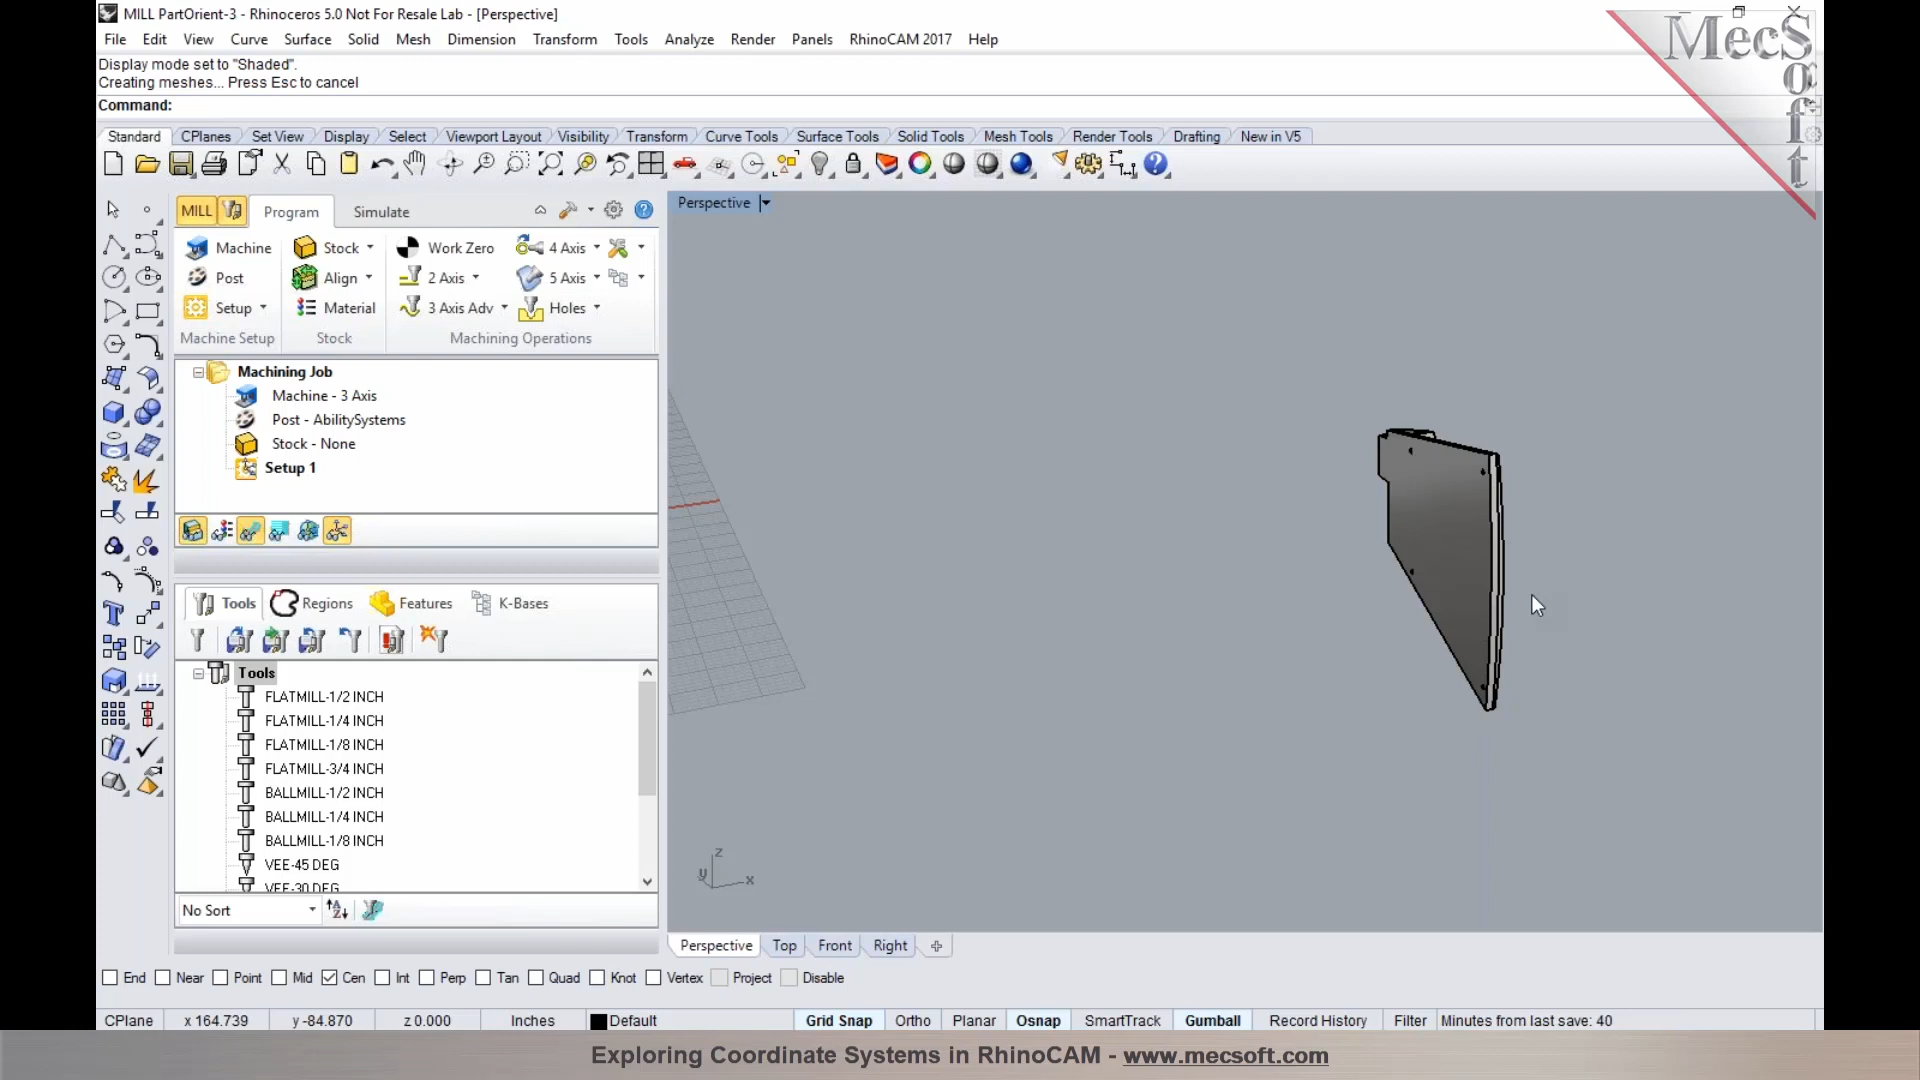 MILL PartOrient-3 - Rhinoceros 5.0 Not For Resale Lab - [Perspective]
File Edit View Curve Surface Solid Mesh Dimension Transform Tools Analyze Render Panels RhinoCAM 2017 Help
Display mode set to "Shaded".
Creating meshes... Press Esc to cancel
Command:
MecSoft
Standard CPlanes Set View Display Select Viewport Layout Visibility Transform Curve Tools Surface Tools Solid Tools Mesh Tools Render Tools Drafting New in V5
MILL Program Simulate
Perspective
Machine Stock Work Zero 4 Axis
Post Align 2 Axis 5 Axis
Setup Material 3 Axis Adv Holes
Machine Setup Stock Machining Operations
Machining Job
Machine - 3 Axis
Post - AbilitySystems
Stock - None
Setup 1
Tools Regions Features K-Bases
Tools
FLATMILL-1/2 INCH
FLATMILL-1/4 INCH
FLATMILL-1/8 INCH
FLATMILL-3/4 INCH
BALLMILL-1/2 INCH
BALLMILL-1/4 INCH
BALLMILL-1/8 INCH
VEE-45 DEG
VEE-30 DEG
z
y x
No Sort
Perspective Top Front Right
End Near Point Mid Cen Int Perp Tan Quad Knot Vertex Project Disable
CPlane x 164.739 y -84.870 z 0.000 Inches Default Grid Snap Ortho Planar Osnap SmartTrack Gumball Record History Filter Minutes from last save: 40
Exploring Coordinate Systems in RhinoCAM - www.mecsoft.com